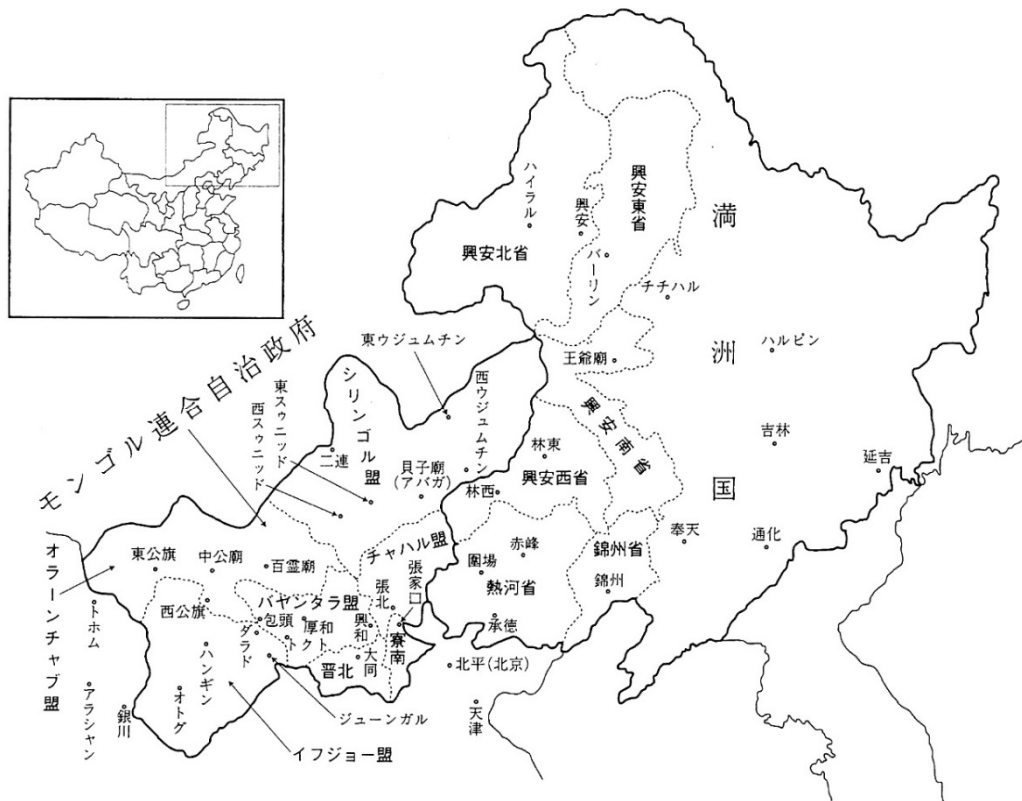 満洲国
興安東省
ハイラル
興安
興安北省
バーリン
チチハル
ハルビン
王爺廟
興安南省
吉林
延吉
林東
興安西省
林西
奉天
通化
赤峰
圍場
熱河省
錦州省
錦州
承徳
モンゴル連合自治政府
東ウジュムチン
西ウジュムチン
シリンゴル盟
東スゥニッド
西スゥニッド
二連
貝子廟
(アバガ)
チャハル盟
張家口
張北
東公旗
中公廟
百霊廟
オラーンチャブ盟
西公旗
バヤンタラ盟
包頭
厚和
興和
トクト
ダラド
寮南
大同
晋北
トホム
ハンギン
オトグ
アラシャン
銀川
ジューンガル
イフジョー盟
北平(北京)
天津